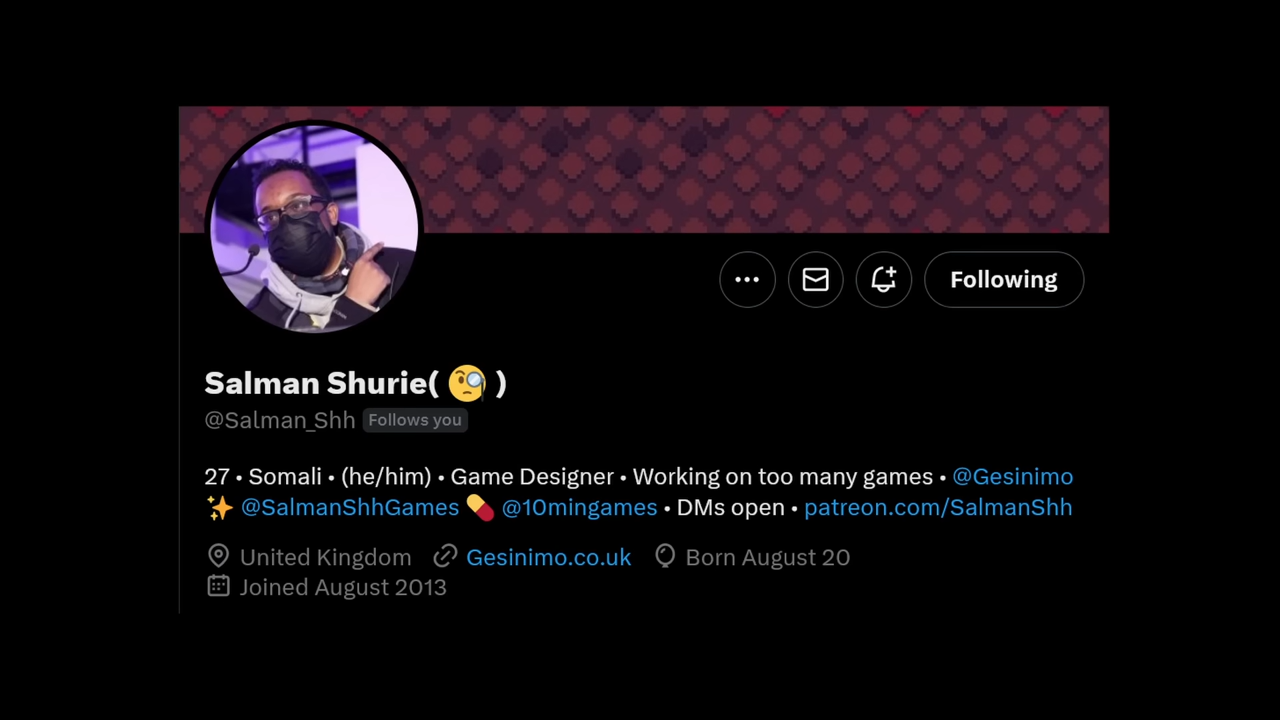 Following
Salman Shurie( 🧐 )
@Salman_Shh Follows you
27 • Somali • (he/him) • Game Designer • Working on too many games • @Gesinimo
✨ @SalmanShhGames 💊 @10mingames • DMs open • patreon.com/SalmanShh
United Kingdom Gesinimo.co.uk Born August 20
Joined August 2013